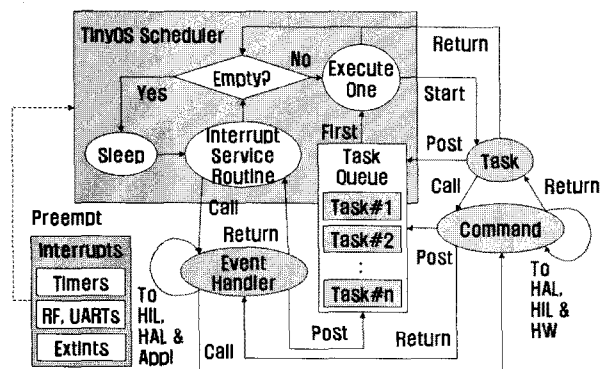 TinyOS Scheduler
Return
Empty?
No
Execute
One
Yes
Start
Sleep
Interrupt
Service
Routine
First
Task
Queue
Post
Task
Call
Return
Preempt
Call
Task#1
Command
Interrupts
Return
Task#2
Post
Timers
Event
Handler
:
RF, UARTs
To
HIL,
HAL &
Appl
Task#n
To
HAL,
HIL &
HW
ExtInts
Post
Return
Call